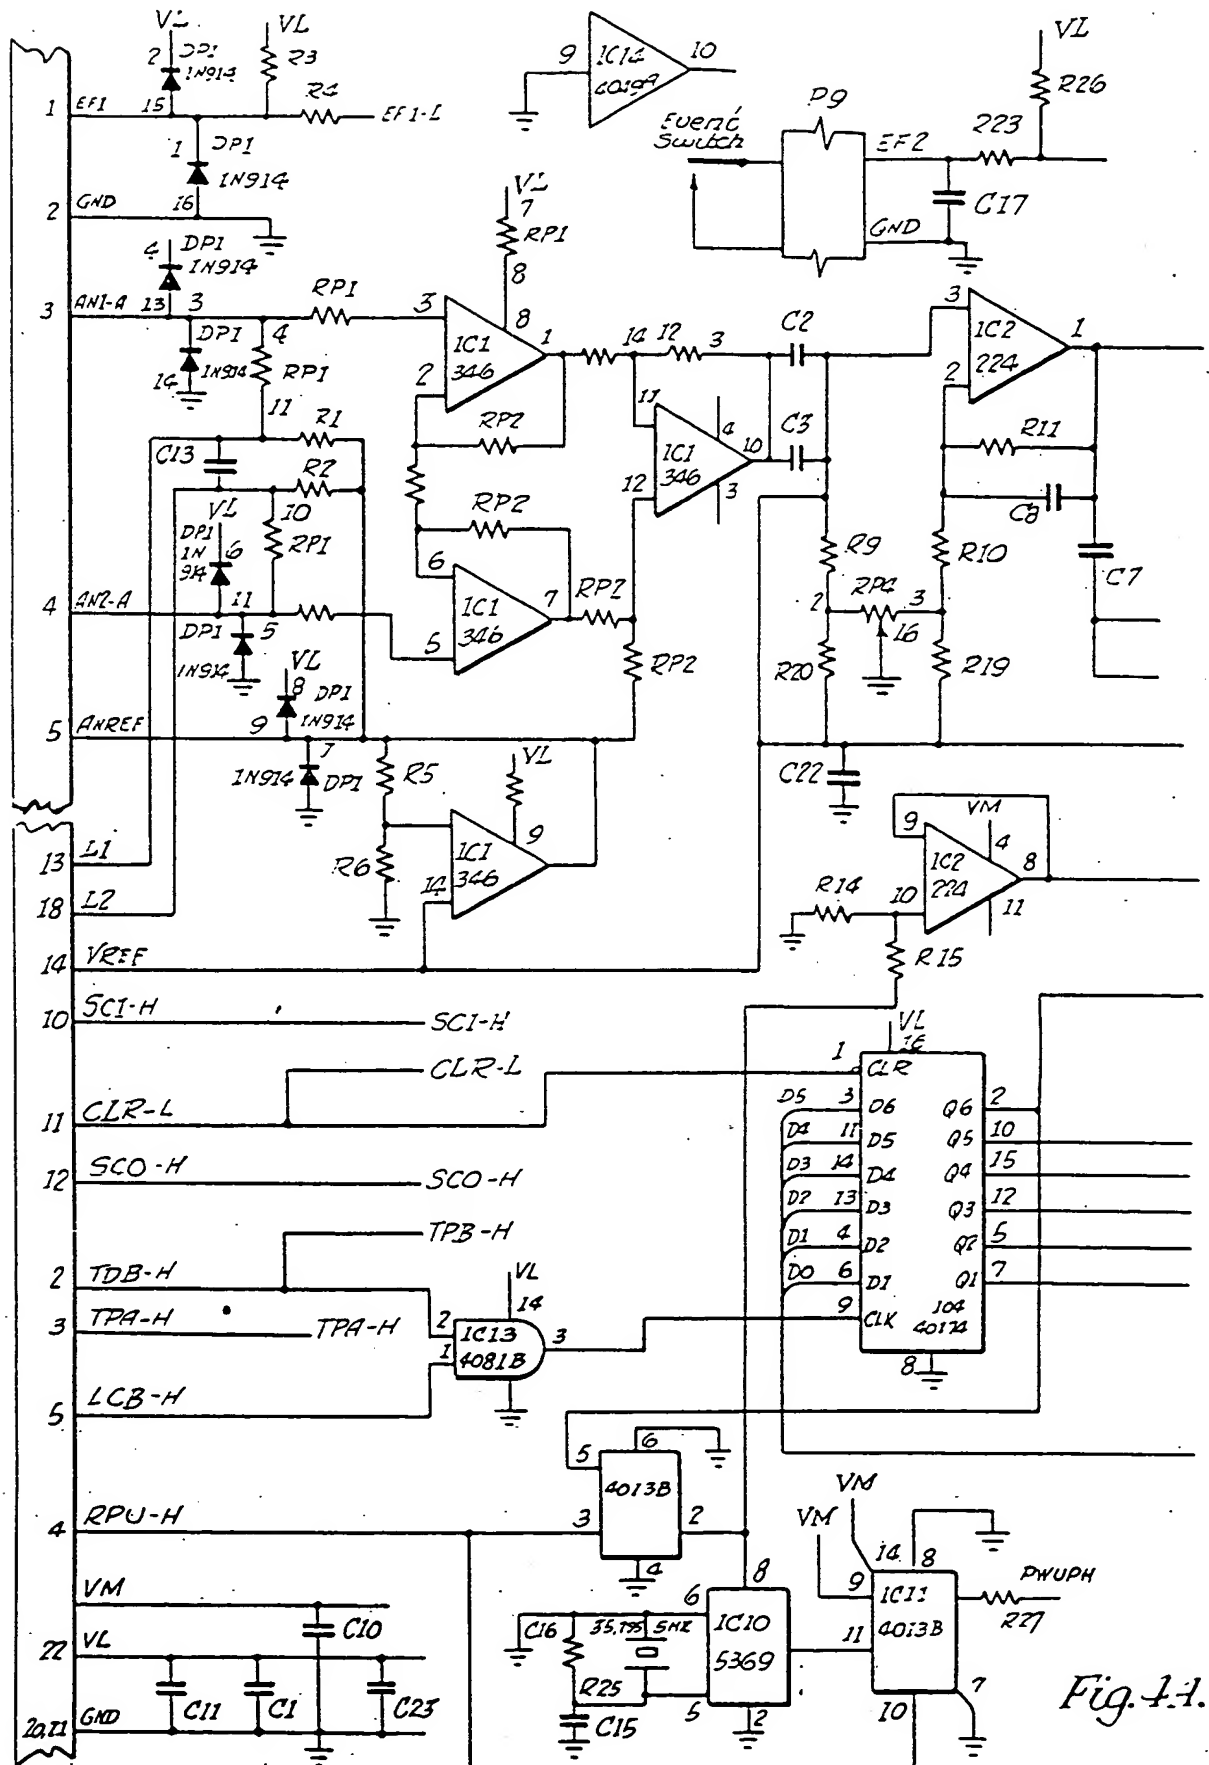 VL
2 DP1
1N914
VL
R3
R4
1 EF1 15
EF1-L
1 DP1
1N914
2 GND 16
4 DP1
1N914
3 AN1-A 13 3
DP1
1N914
14
4
RP1
11
RP1
VL
7
RP1
8
3 8
IC1
346
1
2
RP2
RP2
6
IC1
346
7
5
RP2
RP2
14 12 3
11
IC1
346
4
10
12
3
C2
C3
9 IC14 10
Event
Switch
P9
EF2
GND
223
VL
R26
C17
3
IC2
224
1
2
R11
C8
C7
R9
R10
2 RP4 3
16
R20
R19
C22
C13
R1
R2
VL
10
DP1
1N
914
6
RP1
4 AN2-A 11
DP1 5
1N914
VL
8 DP1
1N914
5 ANREF 9
1N914 DP1
R5
R6
VL
IC1
346
9
14
13 L1
18 L2
14 VREF
VM
9 4
IC2
224
8
10
11
R14
R15
10 SC1-H
SC1-H
CLR-L
11 CLR-L
12 SCO-H
SCO-H
TPB-H
2 TDB-H
3 TPA-H
TPA-H
5 LCB-H
VL
14
2 IC13 3
1 4081B
VL
1 CLR
D5 3 D6 Q6 2
D4 11 D5 Q5 10
D3 14 D4 Q4 15
D2 13 D3 Q3 12
D1 4 D2 Q2 5
D0 6 D1 Q1 7
9 CLK 104
40174
8
5 6
4013B
4 RPU-H
3 2
4
VM
22 VL
GND
C10
C11 C1 C23
C16
R25
C15
6 8
IC10
5369
5 2
VM
VM
14 8
9 IC11
4013B
11
10
7
PWUPH
R27
Fig. 44.